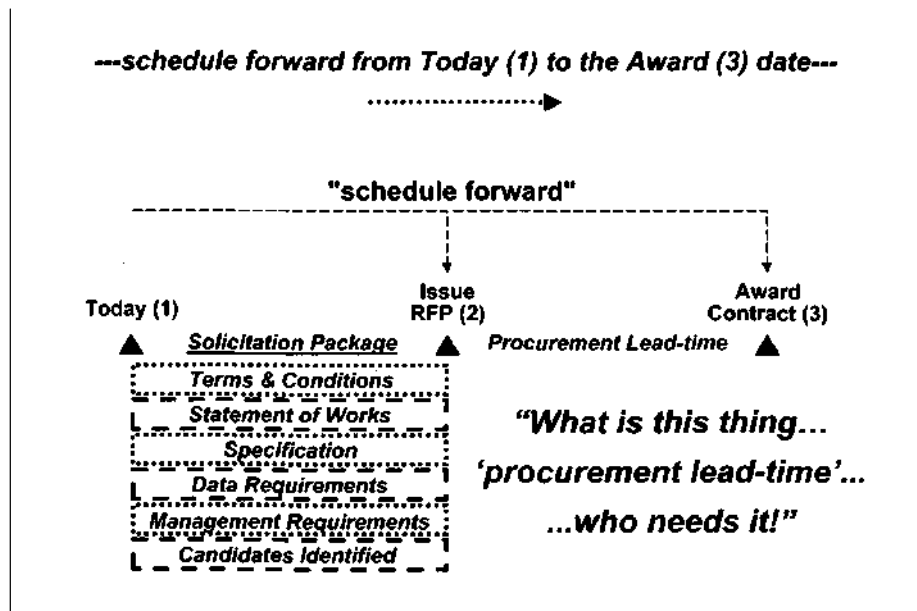 ---schedule forward from Today (1) to the Award (3) date---
"schedule forward"
Today (1)
Issue
RFP (2)
Award
Contract (3)
Solicitation Package
Procurement Lead-time
Terms & Conditions
Statement of Works
Specification
Data Requirements
Management Requirements
Candidates Identified
“What is this thing...
‘procurement lead-time’...
...who needs it!”